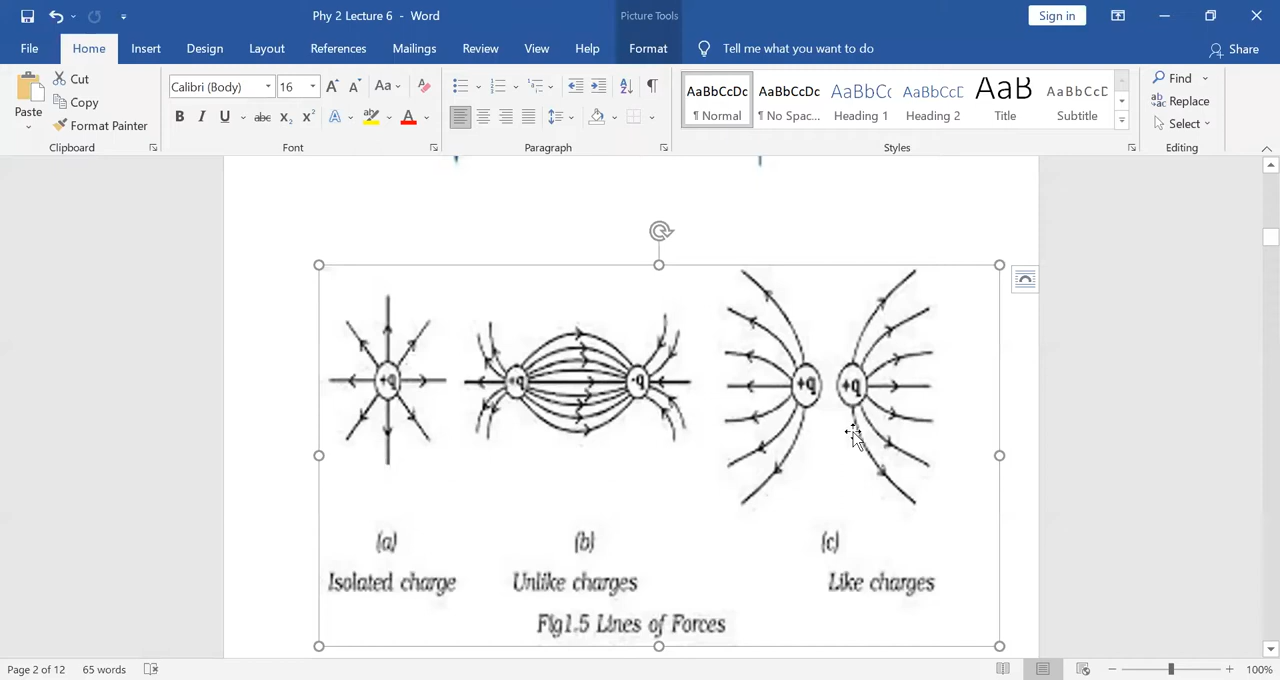 Phy 2 Lecture 6 - Word
Picture Tools
Sign in
File Home Insert Design Layout References Mailings Review View Help Format Tell me what you want to do Share
Paste
Cut
Copy
Format Painter
Clipboard
Calibri (Body) 16
Font
Paragraph
AaBbCcDc AaBbCcDc AaBbCc AaBbCcD AaB AaBbCcD
¶ Normal ¶ No Spac... Heading 1 Heading 2 Title Subtitle
Styles
Find
Replace
Select
Editing
+q +q -q +q +q
(a) (b) (c)
Isolated charge Unlike charges Like charges
Fig1.5 Lines of Forces
Page 2 of 12 65 words 100%